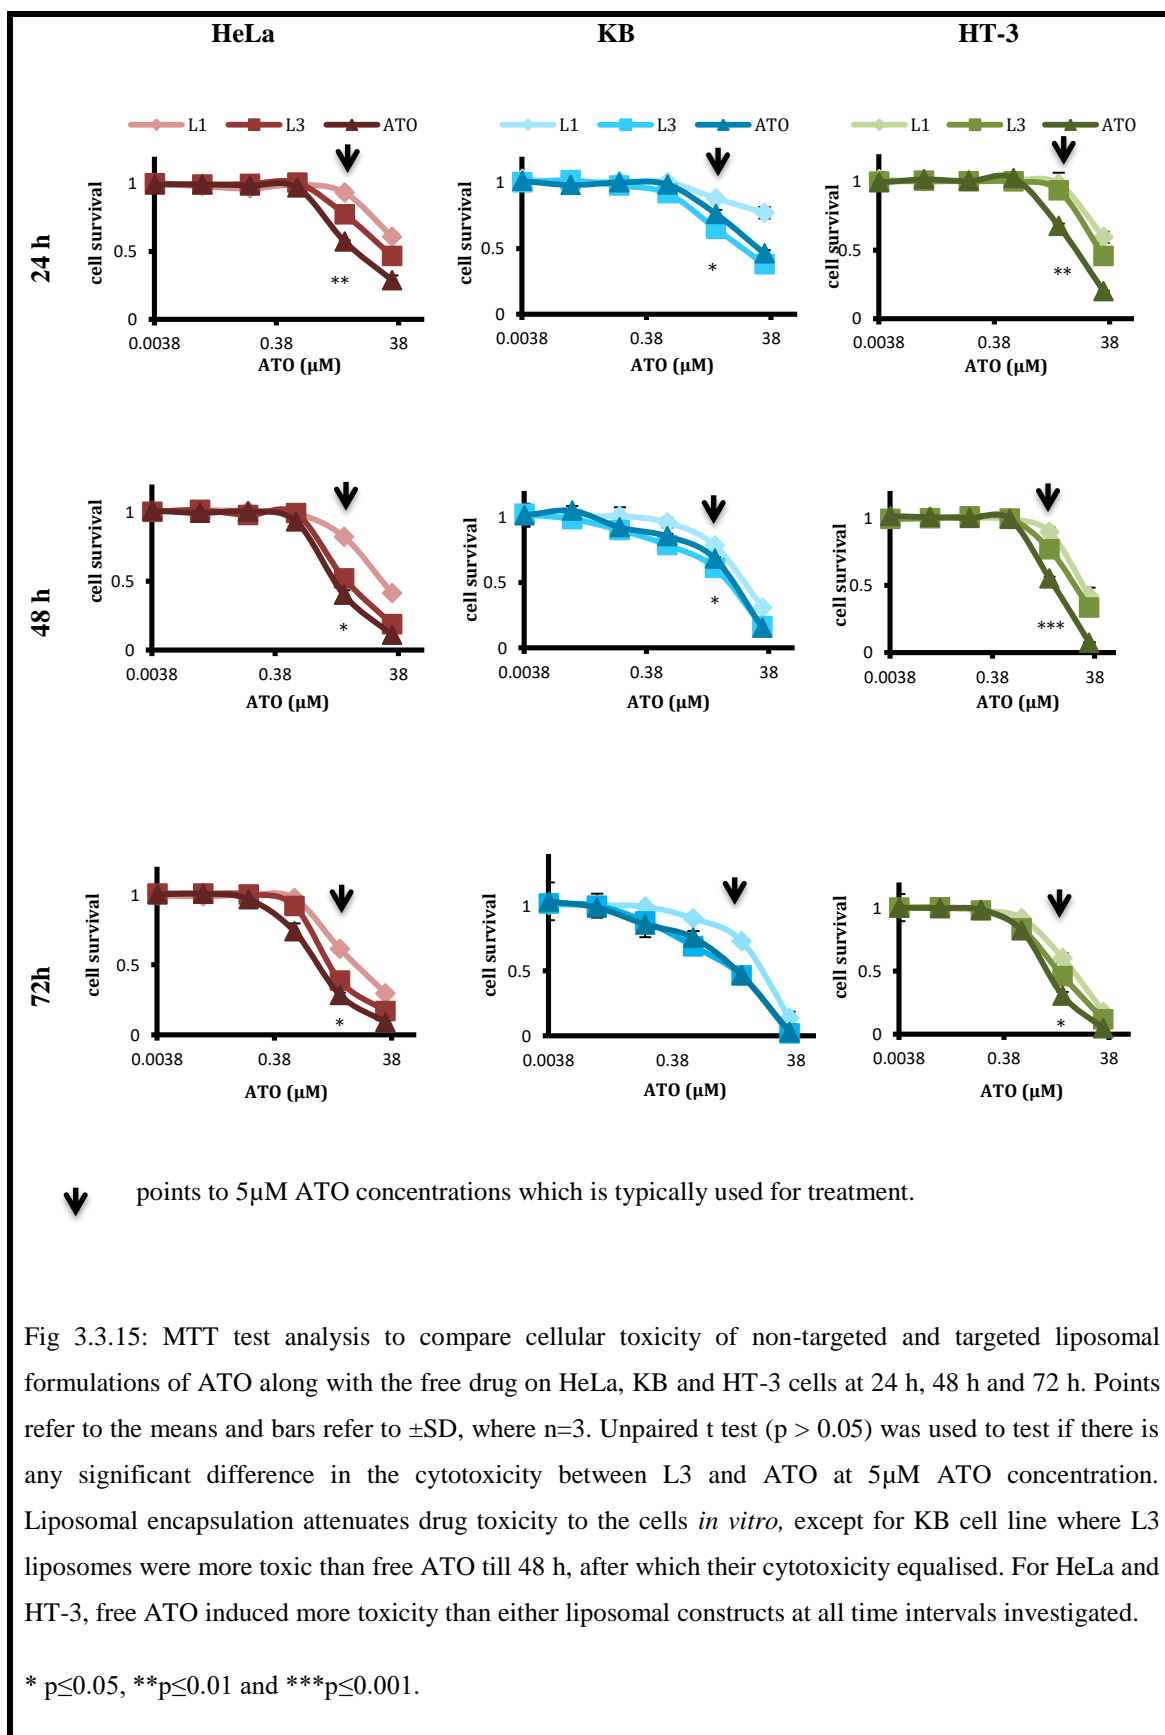 HeLa KB HT-3
L1 L3 ATO L1 L3 ATO L1 L3 ATO
24 h
cell survival
1
0.5
0
**
0.0038 0.38 38
ATO (µM)
cell survival
1
0.5
0
*
0.0038 0.38 38
ATO (µM)
cell survival
1
0.5
0
**
0.0038 0.38 38
ATO (µM)
48 h
cell survival
1
0.5
0
*
0.0038 0.38 38
ATO (µM)
cell survival
1
0.5
0
*
0.0038 0.38 38
ATO (µM)
cell survival
1
0.5
0
***
0.0038 0.38 38
ATO (µM)
72h
cell survival
1
0.5
0
*
0.0038 0.38 38
ATO (µM)
cell survival
1
0.5
0
0.0038 0.38 38
ATO (µM)
cell survival
1
0.5
0
*
0.0038 0.38 38
ATO (µM)
points to 5µM ATO concentrations which is typically used for treatment.
Fig 3.3.15: MTT test analysis to compare cellular toxicity of non-targeted and targeted liposomal
formulations of ATO along with the free drug on HeLa, KB and HT-3 cells at 24 h, 48 h and 72 h. Points
refer to the means and bars refer to ±SD, where n=3. Unpaired t test (p > 0.05) was used to test if there is
any significant difference in the cytotoxicity between L3 and ATO at 5µM ATO concentration.
Liposomal encapsulation attenuates drug toxicity to the cells in vitro, except for KB cell line where L3
liposomes were more toxic than free ATO till 48 h, after which their cytotoxicity equalised. For HeLa and
HT-3, free ATO induced more toxicity than either liposomal constructs at all time intervals investigated.
* p≤0.05, **p≤0.01 and ***p≤0.001.